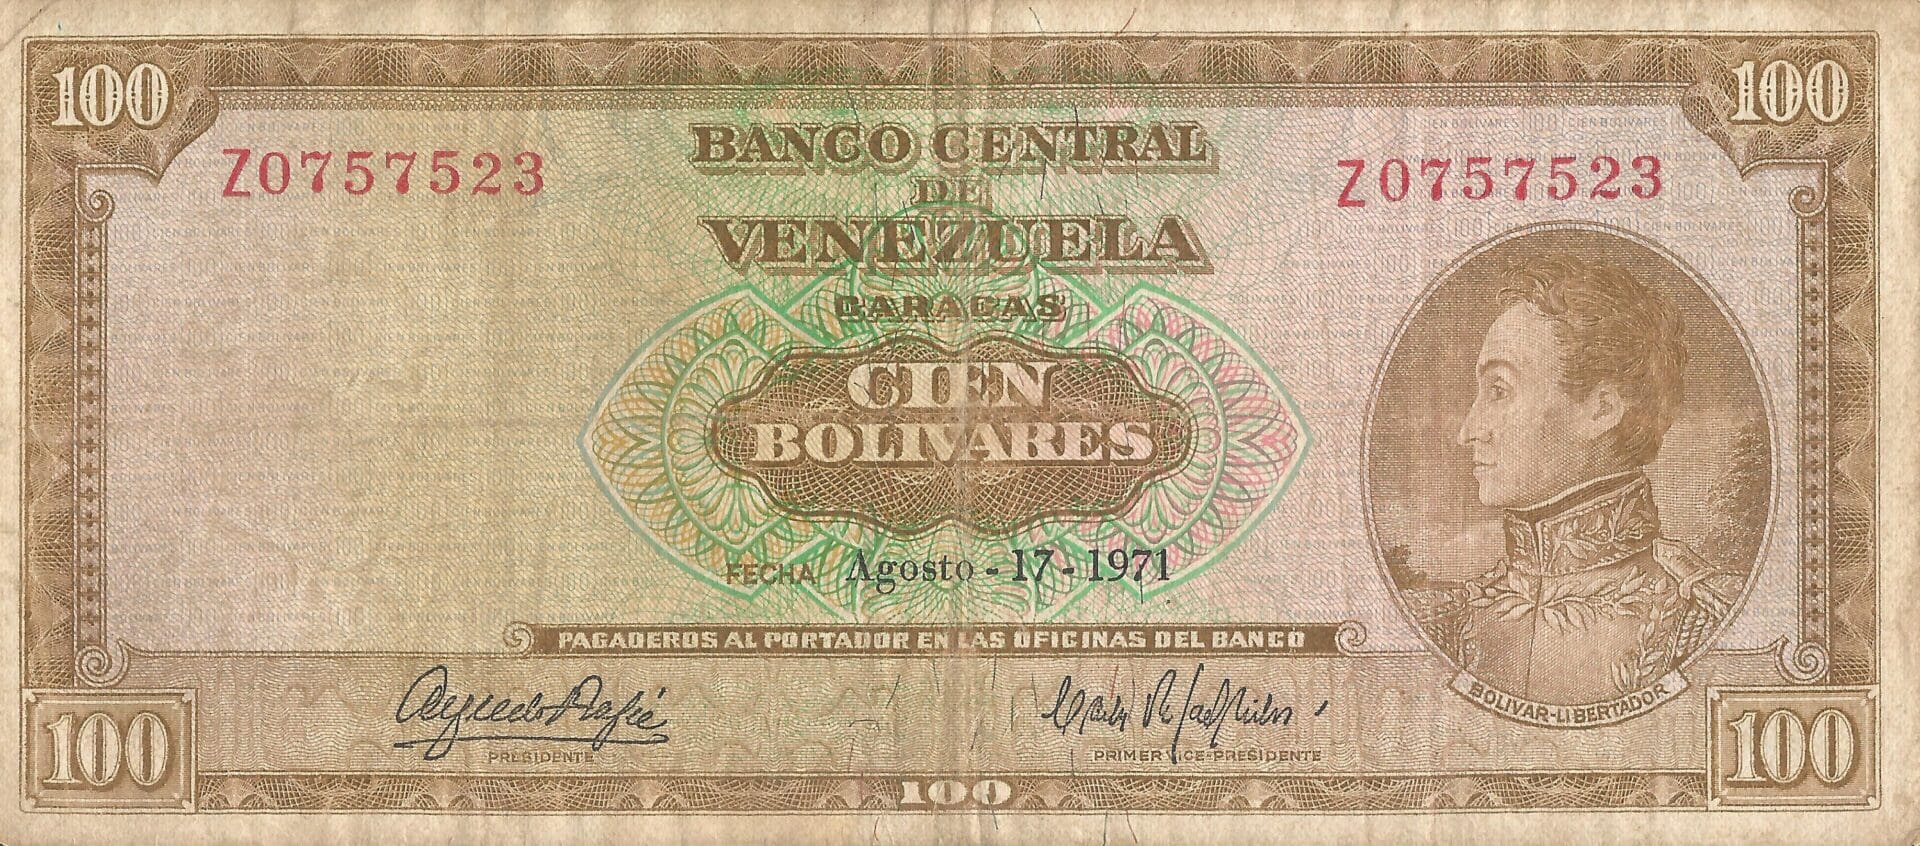 100 100
Z0757523 Z0757523
BANCO CENTRAL
DE
VENEZUELA
CARACAS
CIEN
BOLIVARES
FECHA Agosto - 17 - 1971
PAGADEROS AL PORTADOR EN LAS OFICINAS DEL BANCO
BOLIVAR-LIBERTADOR
PRESIDENTE PRIMER VICE-PRESIDENTE
100 100 100